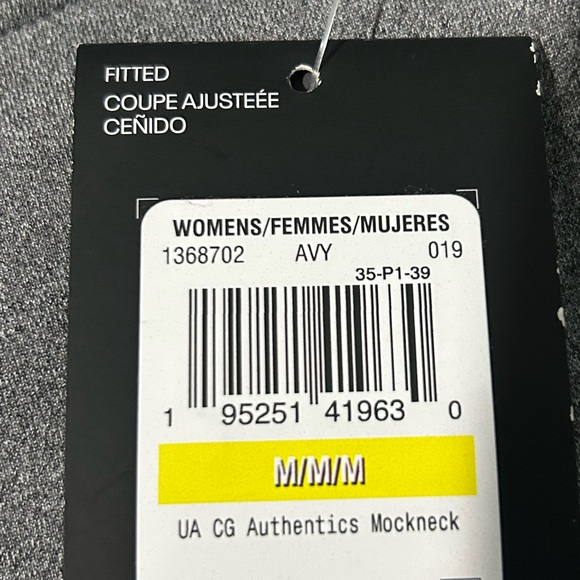 FITTED
COUPE AJUSTEÉE
CEÑIDO
WOMENS/FEMMES/MUJERES
1368702 AVY 019
35-P1-39
1 95251 41963 0
M/M/M
UA CG Authentics Mockneck